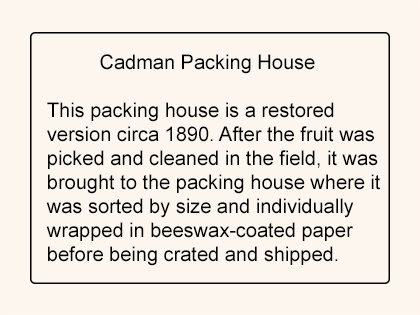 Cadman Packing House
This packing house is a restored
version circa 1890. After the fruit was
picked and cleaned in the field, it was
brought to the packing house where it
was sorted by size and individually
wrapped in beeswax-coated paper
before being crated and shipped.